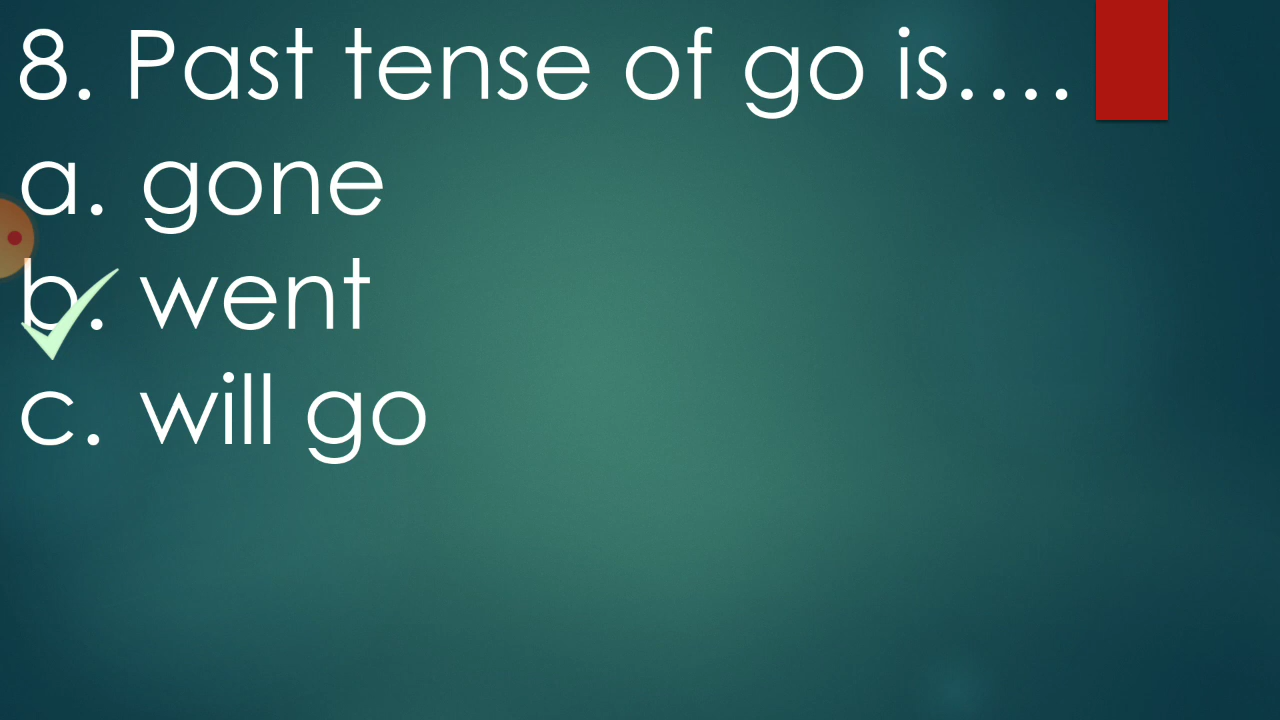 8. Past tense of go is....
a. gone
b. went
c. will go